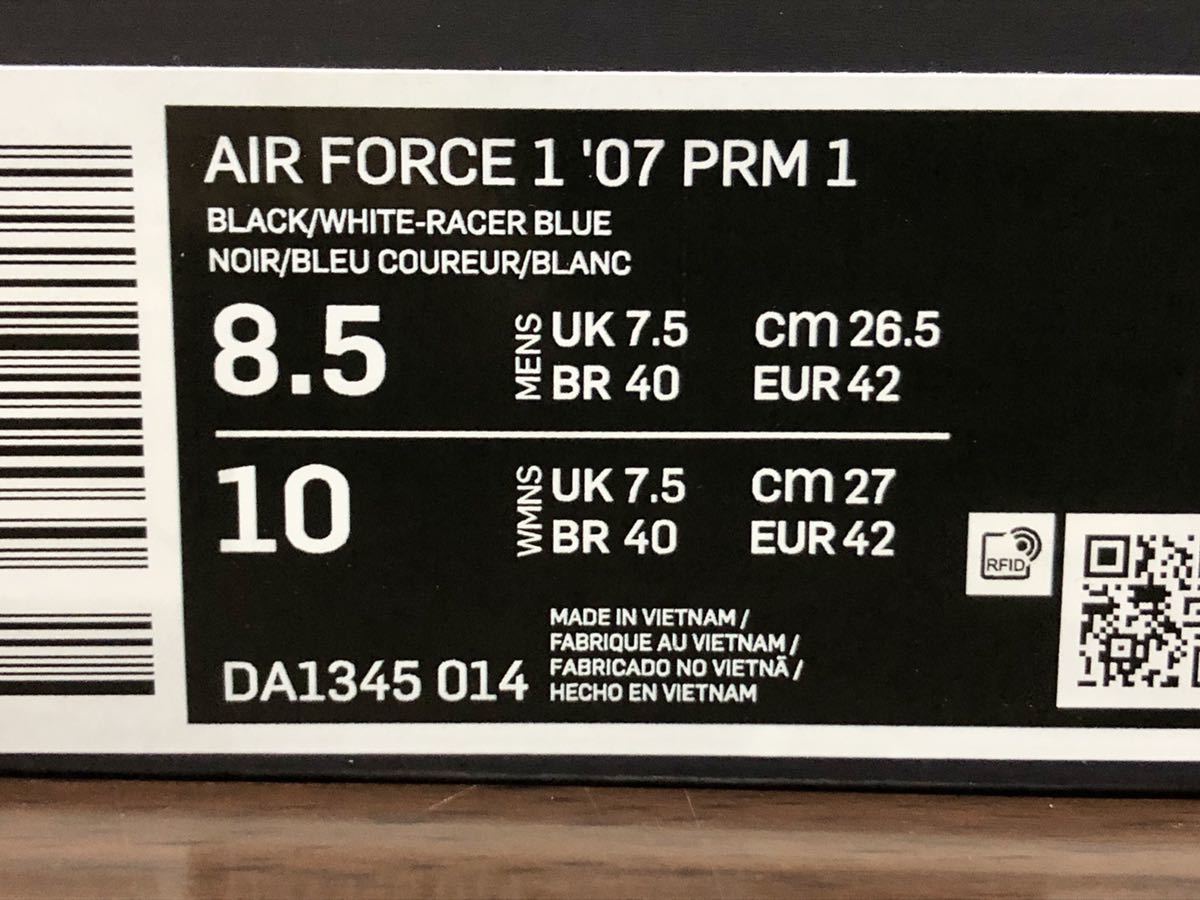 AIR FORCE 1 '07 PRM 1
BLACK/WHITE-RACER BLUE
NOIR/BLEU COUREUR/BLANC
8.5 MENS UK 7.5 cm 26.5
BR 40 EUR 42
10 WMNS UK 7.5 cm 27
BR 40 EUR 42
RFID
MADE IN VIETNAM /
FABRIQUE AU VIETNAM /
FABRICADO NO VIETNÃ /
HECHO EN VIETNAM
DA1345 014